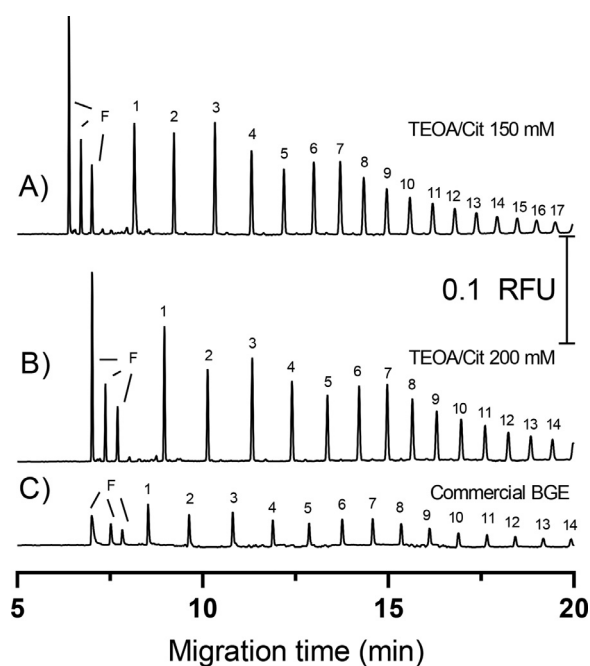 F 1 2 3 4 5 6 7 8 9 10 11 12 13 14 15 16 17
TEOA/Cit 150 mM
A)
0.1 RFU
F 1 2 3 4 5 6 7 8 9 10 11 12 13 14
TEOA/Cit 200 mM
B)
C)
Commercial BGE
F 1 2 3 4 5 6 7 8 9 10 11 12 13 14
5 10 15 20
Migration time (min)